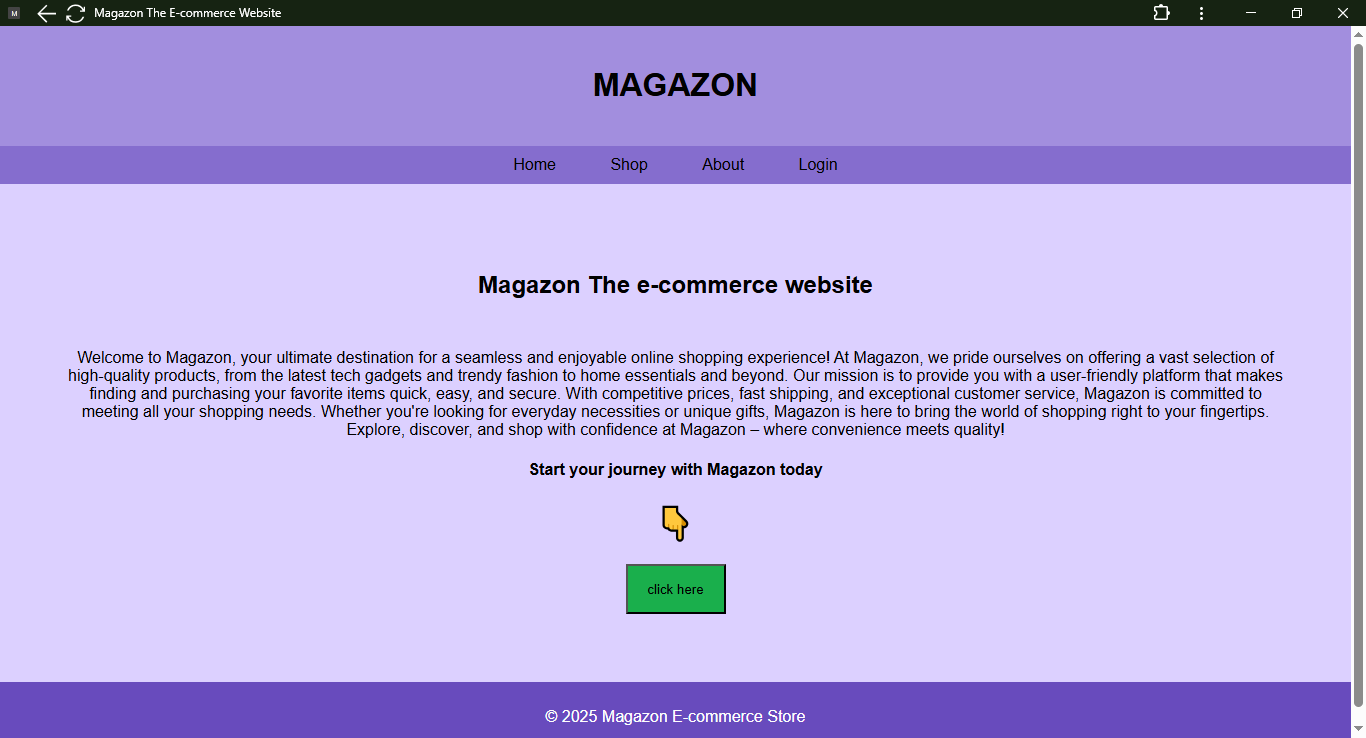 M
Magazon The E-commerce Website
MAGAZON
Home Shop About Login
Magazon The e-commerce website
Welcome to Magazon, your ultimate destination for a seamless and enjoyable online shopping experience! At Magazon, we pride ourselves on offering a vast selection of
high-quality products, from the latest tech gadgets and trendy fashion to home essentials and beyond. Our mission is to provide you with a user-friendly platform that makes
finding and purchasing your favorite items quick, easy, and secure. With competitive prices, fast shipping, and exceptional customer service, Magazon is committed to
meeting all your shopping needs. Whether you're looking for everyday necessities or unique gifts, Magazon is here to bring the world of shopping right to your fingertips.
Explore, discover, and shop with confidence at Magazon – where convenience meets quality!
Start your journey with Magazon today
click here
© 2025 Magazon E-commerce Store